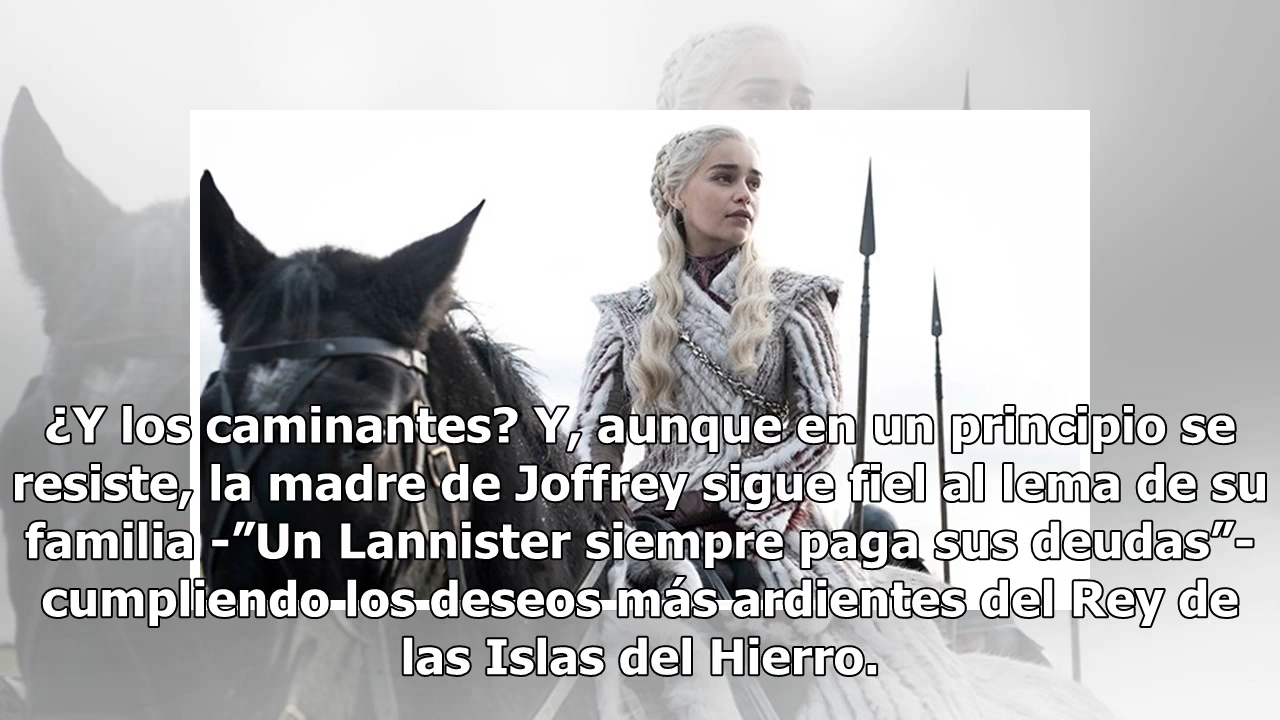 ¿Y los caminantes? Y, aunque en un principio se
resiste, la madre de Joffrey sigue fiel al lema de su
familia -”Un Lannister siempre paga sus deudas”-
cumpliendo los deseos más ardientes del Rey de
las Islas del Hierro.